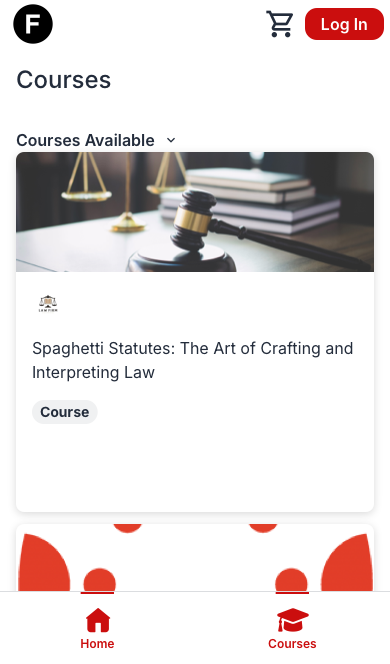 F
Log In
Courses
Courses Available
LAW FIRM
Spaghetti Statutes: The Art of Crafting and
Interpreting Law
Course
Home
Courses